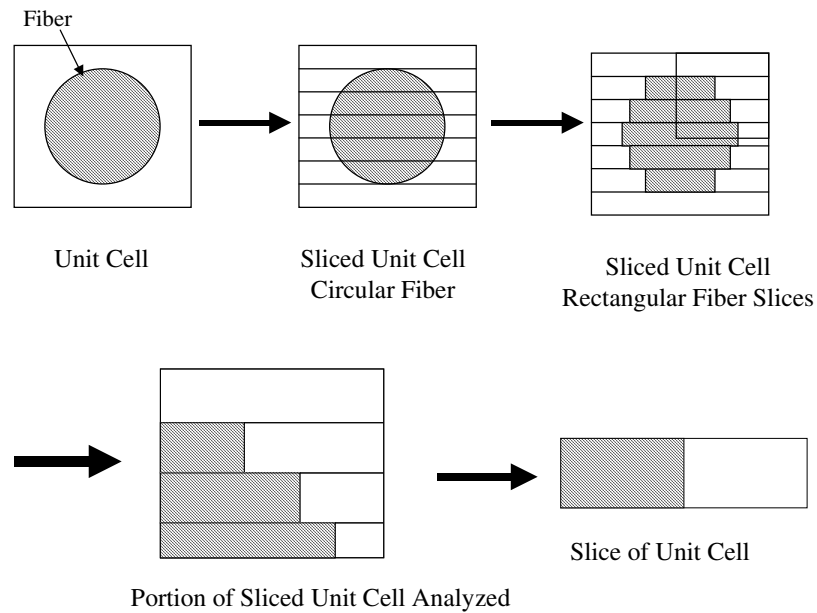 Fiber
Unit Cell
Sliced Unit Cell
Circular Fiber
Sliced Unit Cell
Rectangular Fiber Slices
Portion of Sliced Unit Cell Analyzed
Slice of Unit Cell